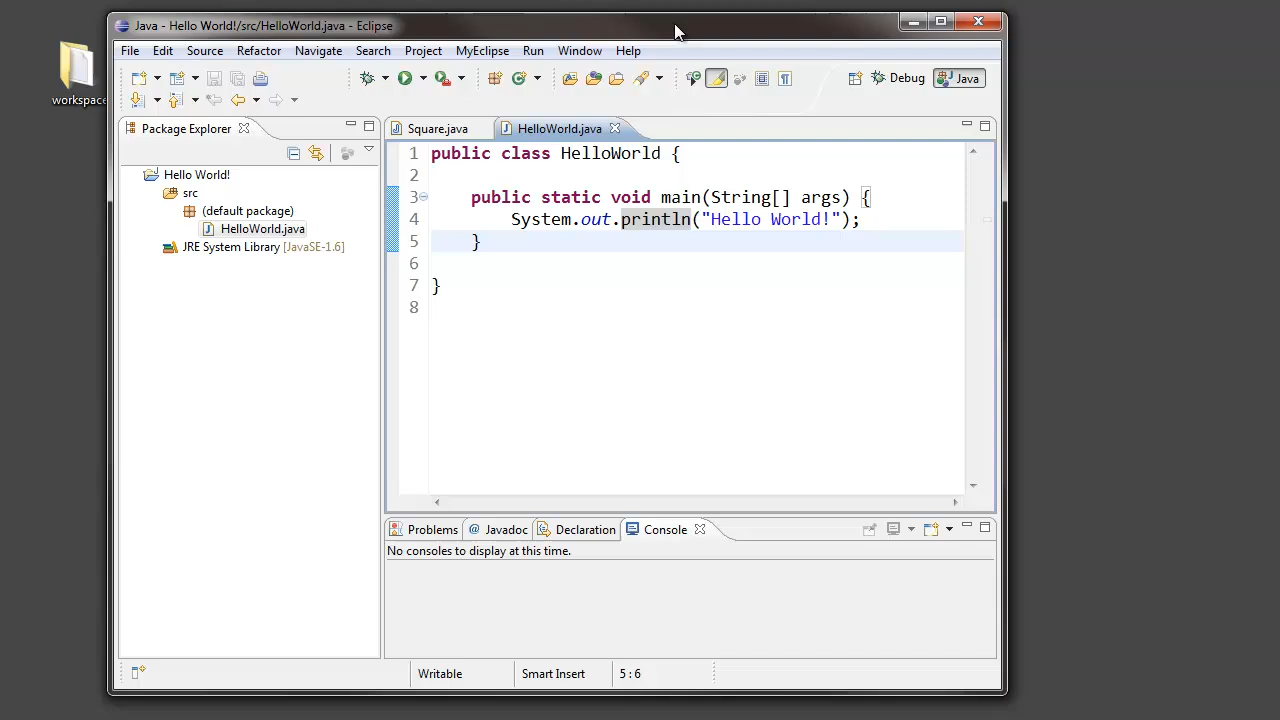 Java - Hello World!/src/HelloWorld.java - Eclipse
File Edit Source Refactor Navigate Search Project MyEclipse Run Window Help
workspace
Debug Java
Package Explorer
Square.java HelloWorld.java
Hello World!
src
(default package)
HelloWorld.java
JRE System Library [JavaSE-1.6]
1 public class HelloWorld {
2
3 public static void main(String[] args) {
4 System.out.println("Hello World!");
5 }
6
7 }
8
Problems @ Javadoc Declaration Console
No consoles to display at this time.
Writable Smart Insert 5 : 6